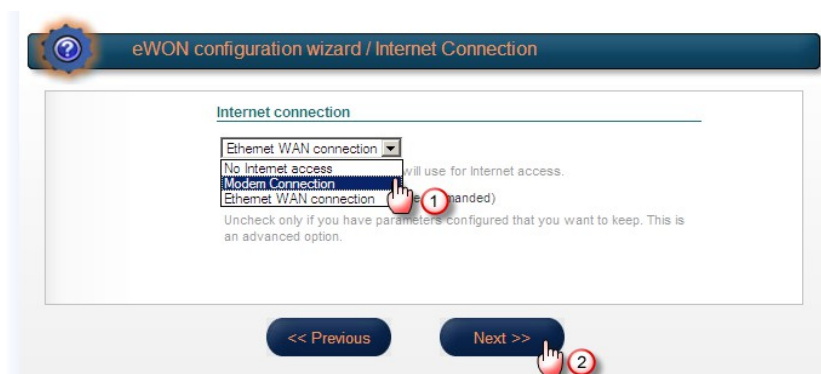 eWON configuration wizard / Internet Connection
Internet connection
Ethernet WAN connection
No Internet access
will use for Internet access.
Modem Connection
Ethernet WAN connection
1
Uncheck only if you have parameters configured that you want to keep. This is
an advanced option.
<< Previous
Next >>
2